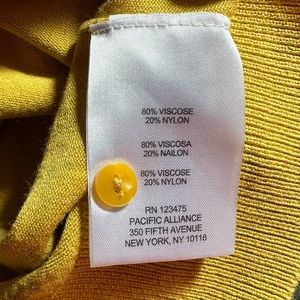 80% VISCOSE
20% NYLON
80% VISCOSA
20% NAILON
80% VISCOSE
20% NYLON
RN 123475
PACIFIC ALLIANCE
350 FIFTH AVENUE
NEW YORK, NY 10118